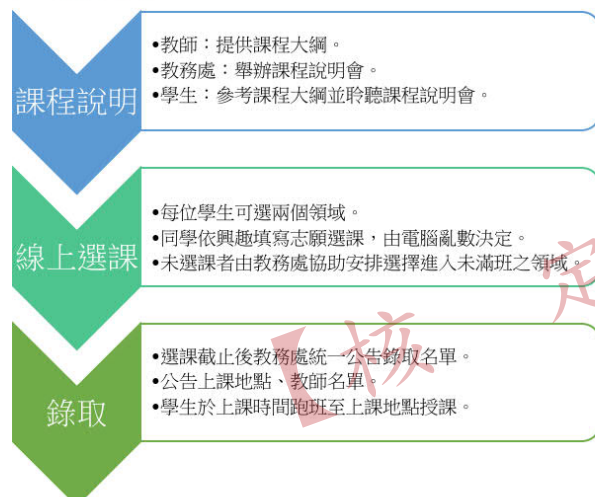 課程說明
•教師：提供課程大綱。
•教務處：舉辦課程說明會。
•學生：參考課程大綱並聆聽課程說明會。
線上選課
•每位學生可選兩個領域。
•同學依興趣填寫志願選課，由電腦亂數決定。
•未選課者由教務處協助安排選擇進入未滿班之領域。
錄取
•選課截止後教務處統一公告錄取名單。
•公告上課地點、教師名單。
•學生於上課時間跑班至上課地點授課。
【核 定